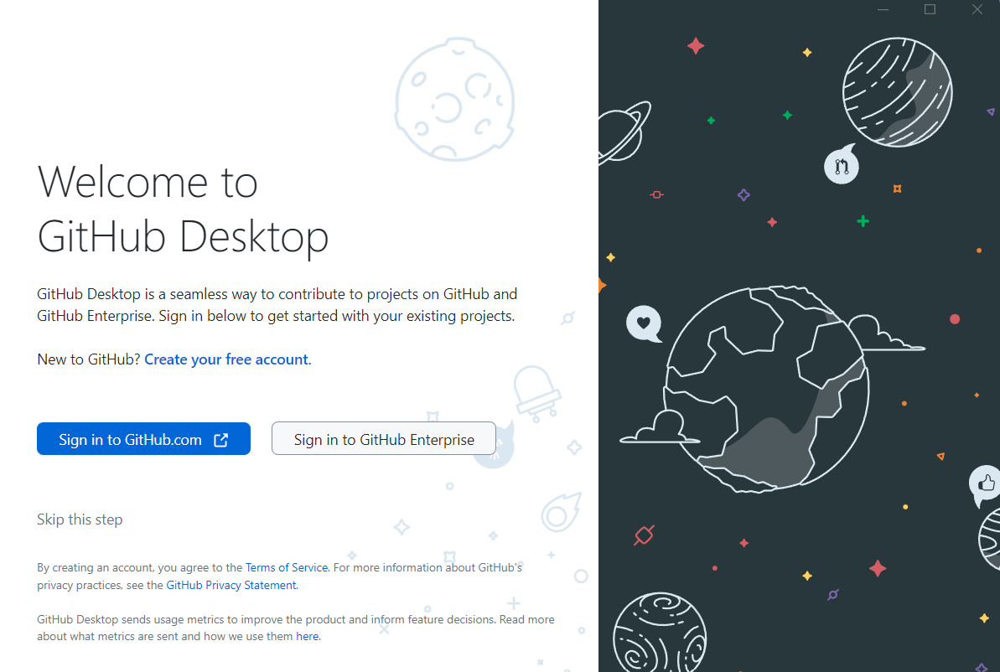 Welcome to
GitHub Desktop
GitHub Desktop is a seamless way to contribute to projects on GitHub and
GitHub Enterprise. Sign in below to get started with your existing projects.
New to GitHub? Create your free account.
Sign in to GitHub.com
Sign in to GitHub Enterprise
Skip this step
By creating an account, you agree to the Terms of Service. For more information about GitHub's
privacy practices, see the GitHub Privacy Statement.
GitHub Desktop sends usage metrics to improve the product and inform feature decisions. Read more
about what metrics are sent and how we use them here.